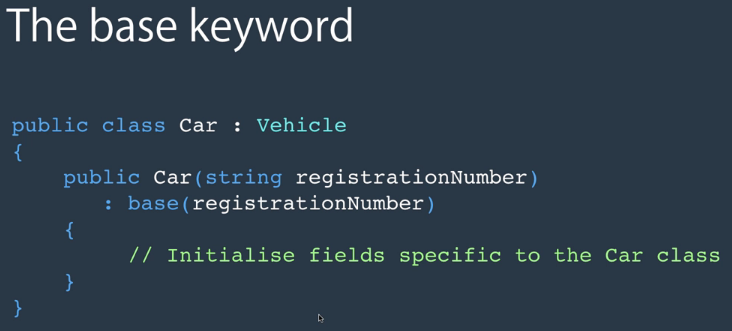 The base keyword
public class Car : Vehicle
{
public Car(string registrationNumber)
: base(registrationNumber)
{
// Initialise fields specific to the Car class
}
}